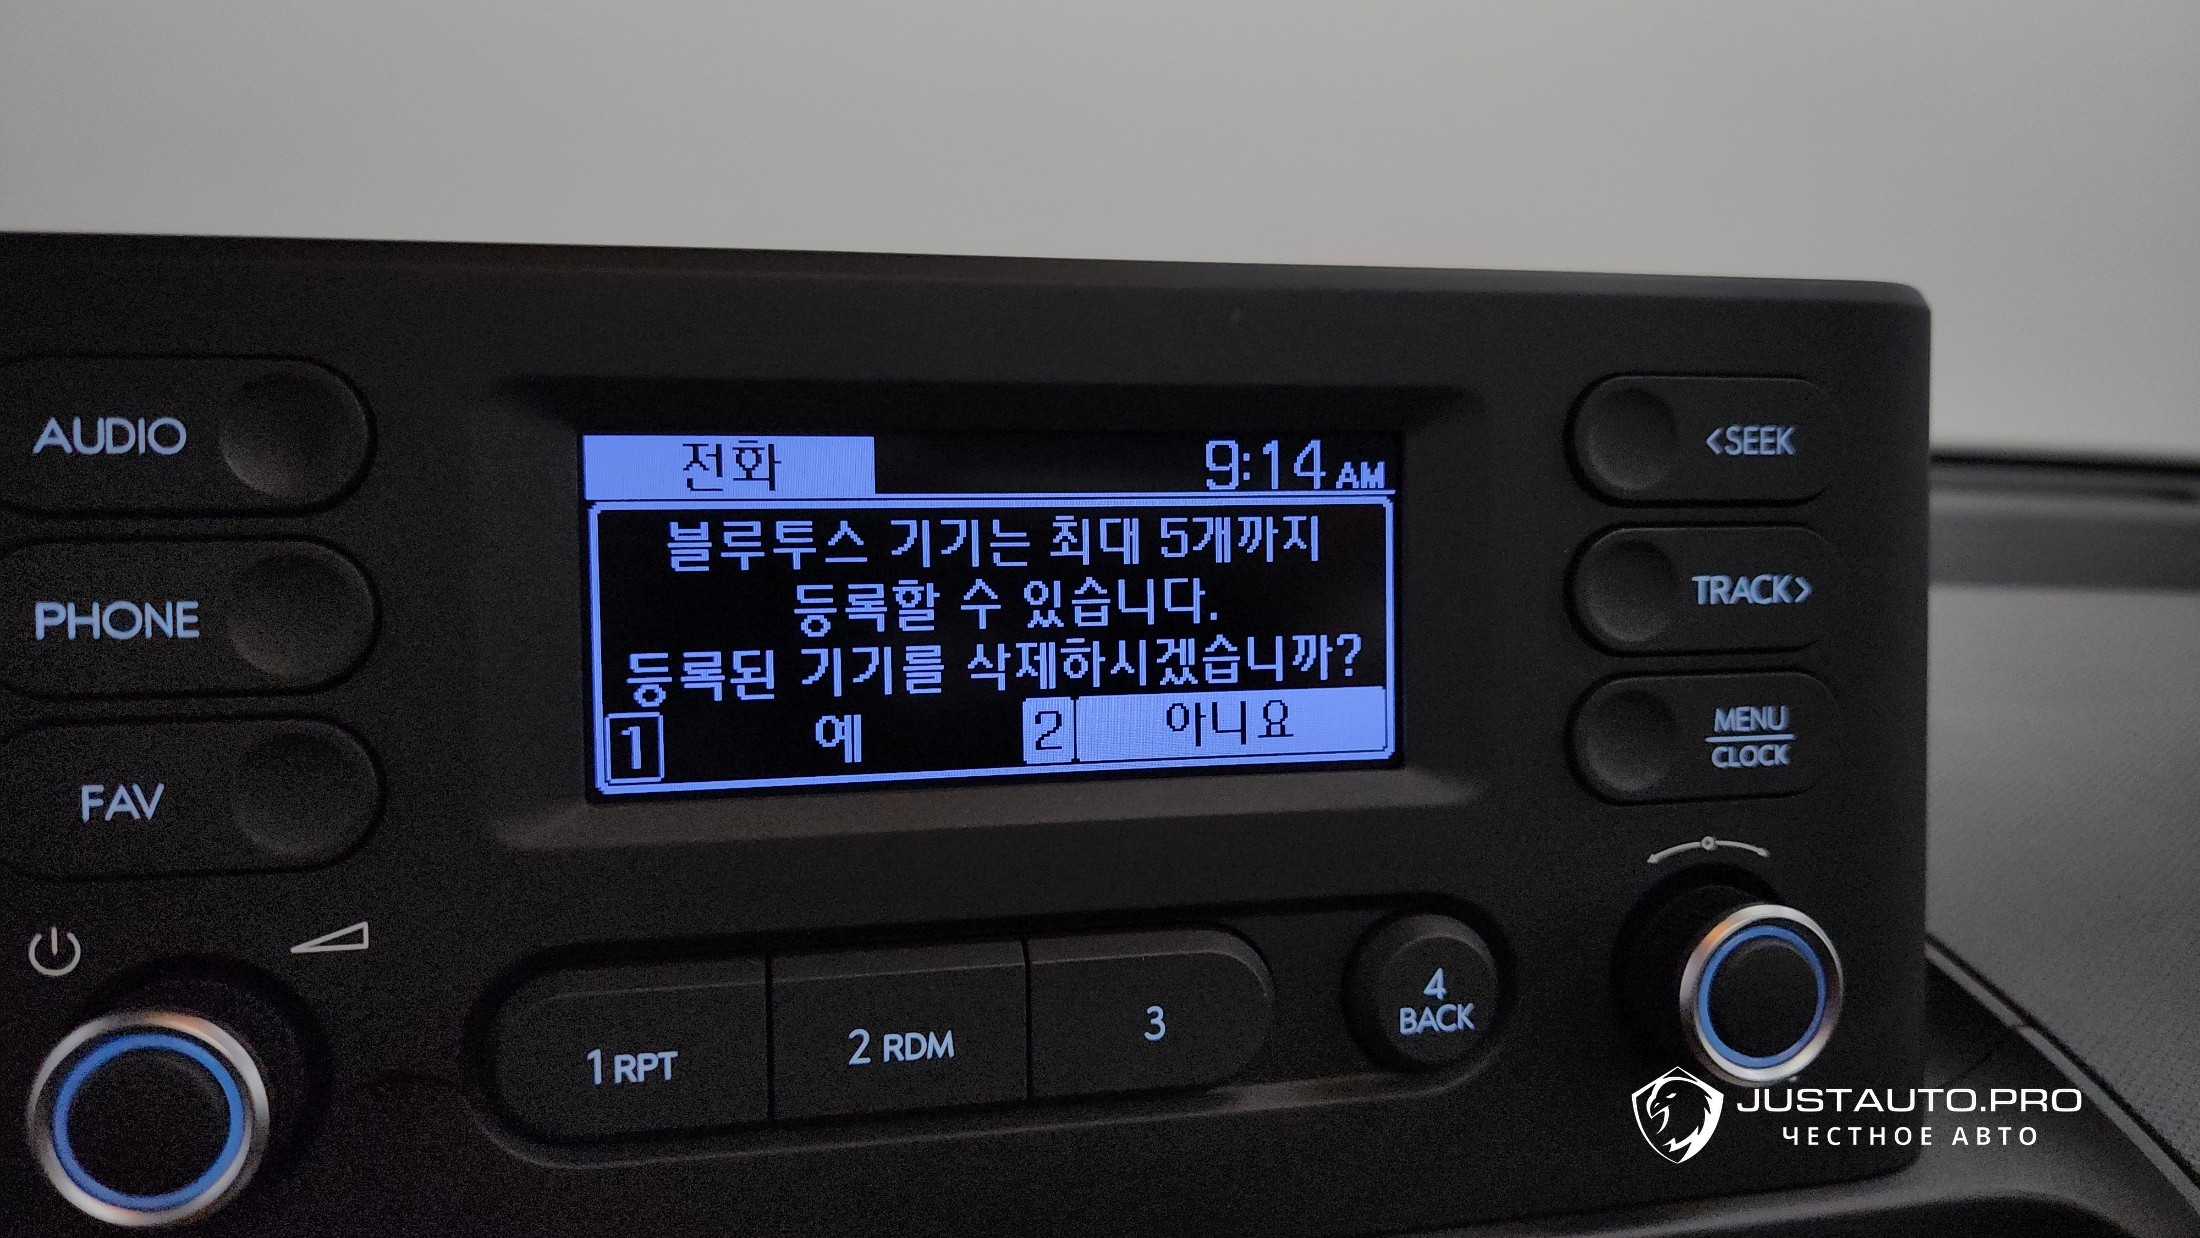 AUDIO
PHONE
FAV
전화
9:14 AM
블루투스 기기는 최대 5개까지
등록할 수 있습니다.
등록된 기기를 삭제하시겠습니까?
1 예 2 아니요
<SEEK
TRACK>
MENU
CLOCK
1 RPT
2 RDM
3
4
BACK
JUSTAUTO.PRO
ЧЕСТНОЕ АВТО